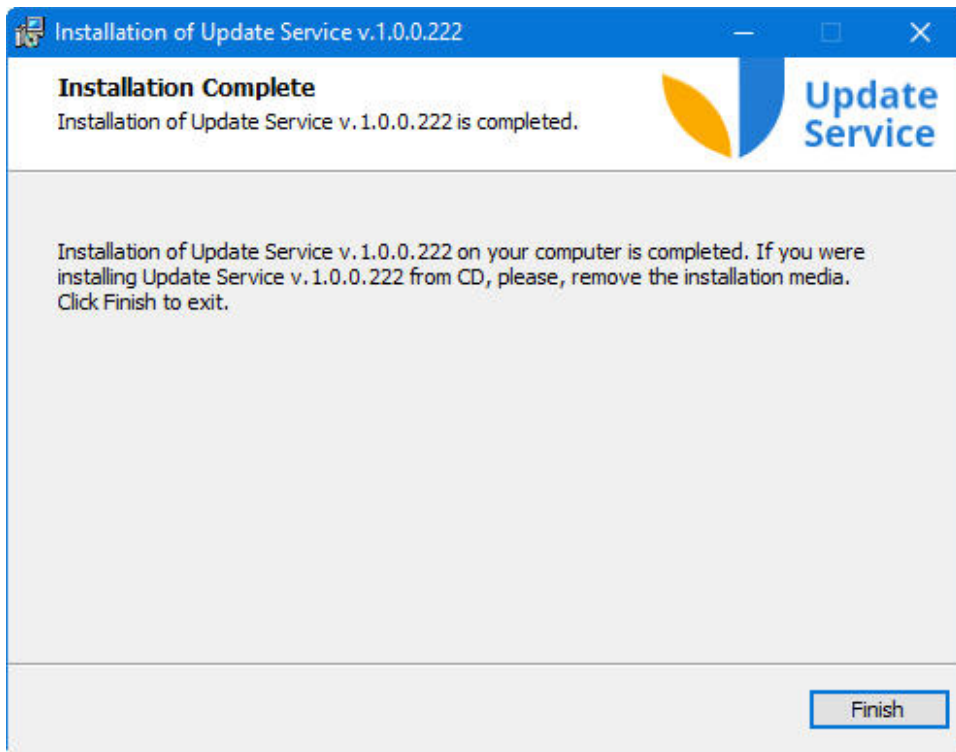 Installation of Update Service v.1.0.0.222
Installation Complete
Installation of Update Service v.1.0.0.222 is completed.
Update
Service
Installation of Update Service v.1.0.0.222 on your computer is completed. If you were
installing Update Service v.1.0.0.222 from CD, please, remove the installation media.
Click Finish to exit.
Finish